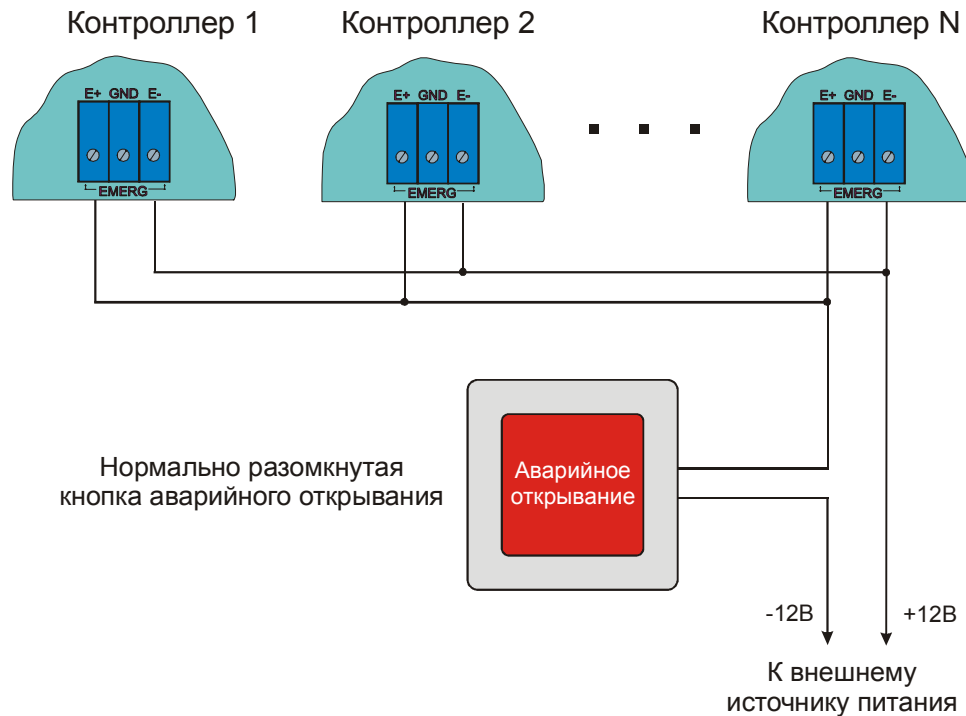 Контроллер 1
Контроллер 2
Контроллер N
E+ GND E-
EMERG
E+ GND E-
EMERG
E+ GND E-
EMERG
Нормально разомкнутая
кнопка аварийного открывания
Аварийное
открывание
-12В
+12В
К внешнему
источнику питания